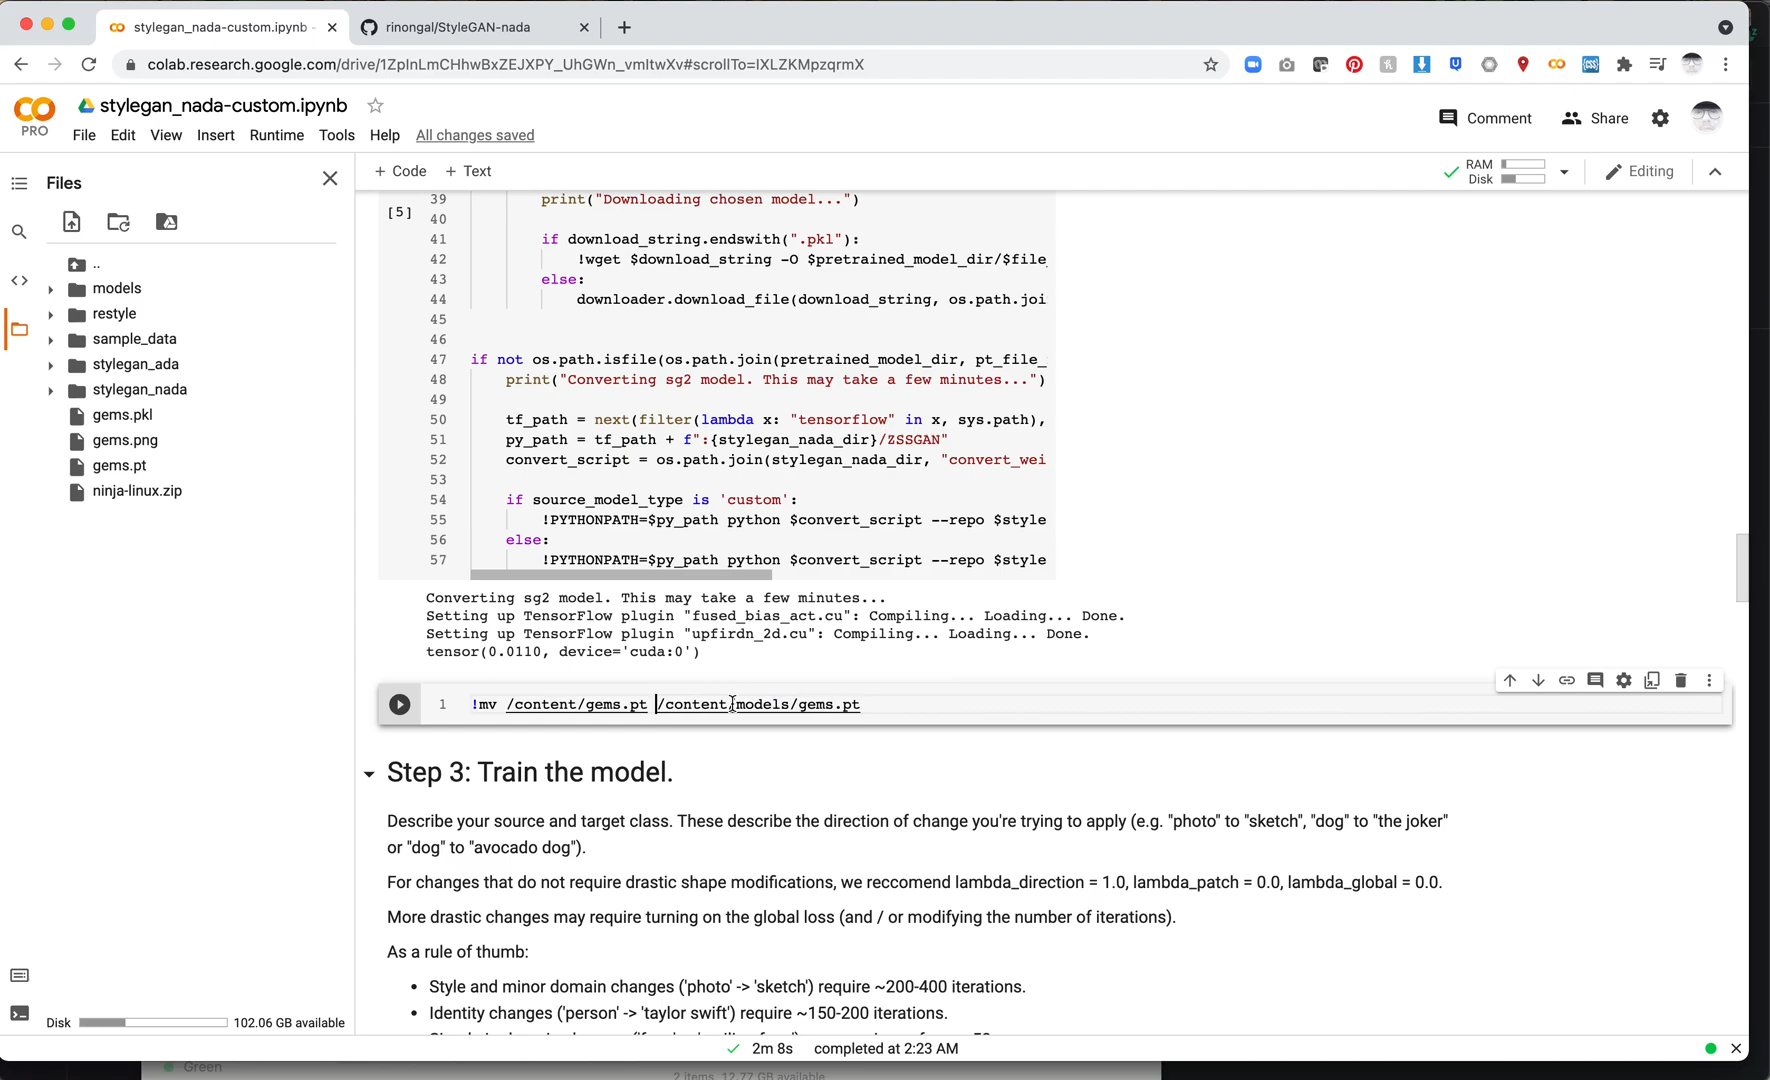 stylegan_nada-custom.ipynb -
rinongal/StyleGAN-nada
colab.research.google.com/drive/1ZpInLmCHhwBxZEJXPY_UhGWn_vmltwXv#scrollTo=IXLZKMpzqrmX
PRO
stylegan_nada-custom.ipynb
File Edit View Insert Runtime Tools Help All changes saved
Comment Share
Files
+ Code + Text
RAM
Disk
Editing
..
models
restyle
sample_data
stylegan_ada
stylegan_nada
gems.pkl
gems.png
gems.pt
ninja-linux.zip
Disk 102.06 GB available
[5]
39 print("Downloading chosen model...")
40
41 if download_string.endswith(".pkl"):
42 !wget $download_string -O $pretrained_model_dir/$file_
43 else:
44 downloader.download_file(download_string, os.path.joi
45
46
47 if not os.path.isfile(os.path.join(pretrained_model_dir, pt_file_
48 print("Converting sg2 model. This may take a few minutes...")
49
50 tf_path = next(filter(lambda x: "tensorflow" in x, sys.path),
51 py_path = tf_path + f":{stylegan_nada_dir}/ZSSGAN"
52 convert_script = os.path.join(stylegan_nada_dir, "convert_wei
53
54 if source_model_type is 'custom':
55 !PYTHONPATH=$py_path python $convert_script --repo $style
56 else:
57 !PYTHONPATH=$py_path python $convert_script --repo $style
Converting sg2 model. This may take a few minutes...
Setting up TensorFlow plugin "fused_bias_act.cu": Compiling... Loading... Done.
Setting up TensorFlow plugin "upfirdn_2d.cu": Compiling... Loading... Done.
tensor(0.0110, device='cuda:0')
1 !mv /content/gems.pt /content/models/gems.pt
Step 3: Train the model.
Describe your source and target class. These describe the direction of change you're trying to apply (e.g. "photo" to "sketch", "dog" to "the joker"
or "dog" to "avocado dog").
For changes that do not require drastic shape modifications, we reccomend lambda_direction = 1.0, lambda_patch = 0.0, lambda_global = 0.0.
More drastic changes may require turning on the global loss (and / or modifying the number of iterations).
As a rule of thumb:
• Style and minor domain changes ('photo' -> 'sketch') require ~200-400 iterations.
• Identity changes ('person' -> 'taylor swift') require ~150-200 iterations.
2m 8s completed at 2:23 AM
Green
2 items, 12.77 GB available